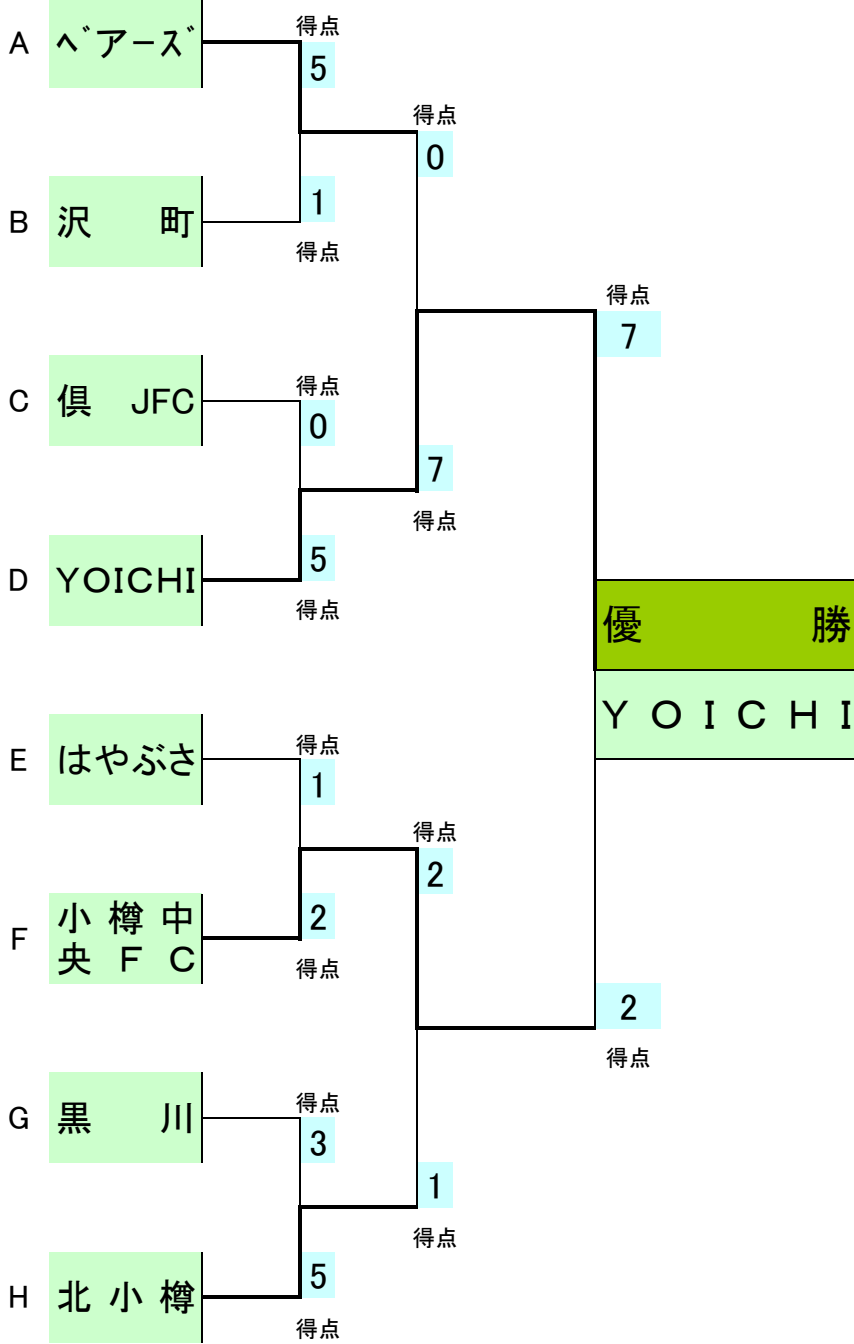 得点
A ベアーズ
5
得点
0
B 沢 町
1
得点
得点
7
C 倶 JFC
得点
0
7
得点
D YOICHI
5
得点
優 勝
YOICHI
E はやぶさ
得点
1
得点
2
F 小樽中
央FC
2
得点
2
得点
G 黒 川
得点
3
1
得点
H 北小樽
5
得点